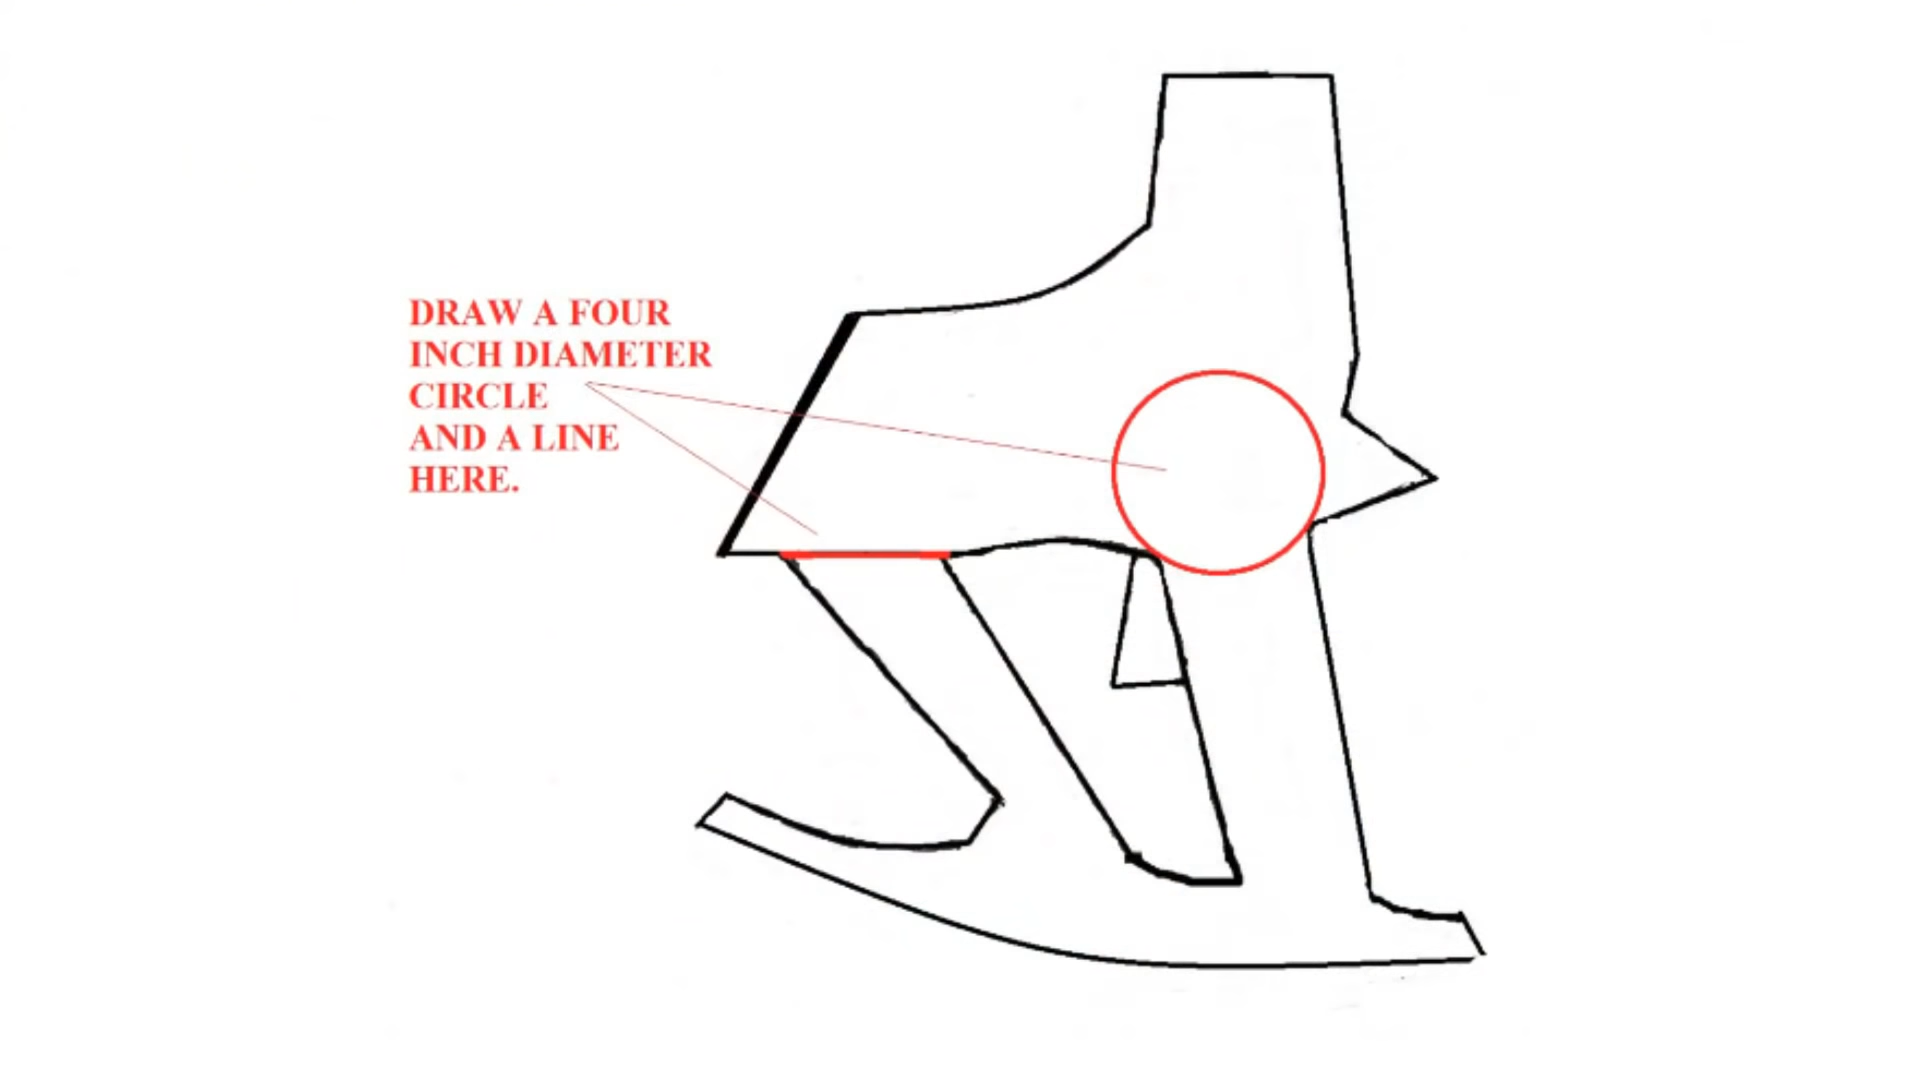 DRAW A FOUR
INCH DIAMETER
CIRCLE
AND A LINE
HERE.